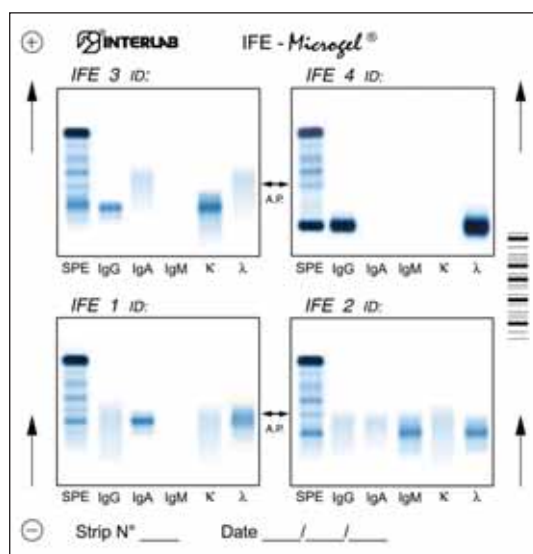 + INTERLAB IFE - Microgel ®
IFE 3 ID: IFE 4 ID:
A.P.
SPE IgG IgA IgM K λ SPE IgG IgA IgM K λ
IFE 1 ID: IFE 2 ID:
A.P.
SPE IgG IgA IgM K λ SPE IgG IgA IgM K λ
− Strip N° ____ Date ____/____/____